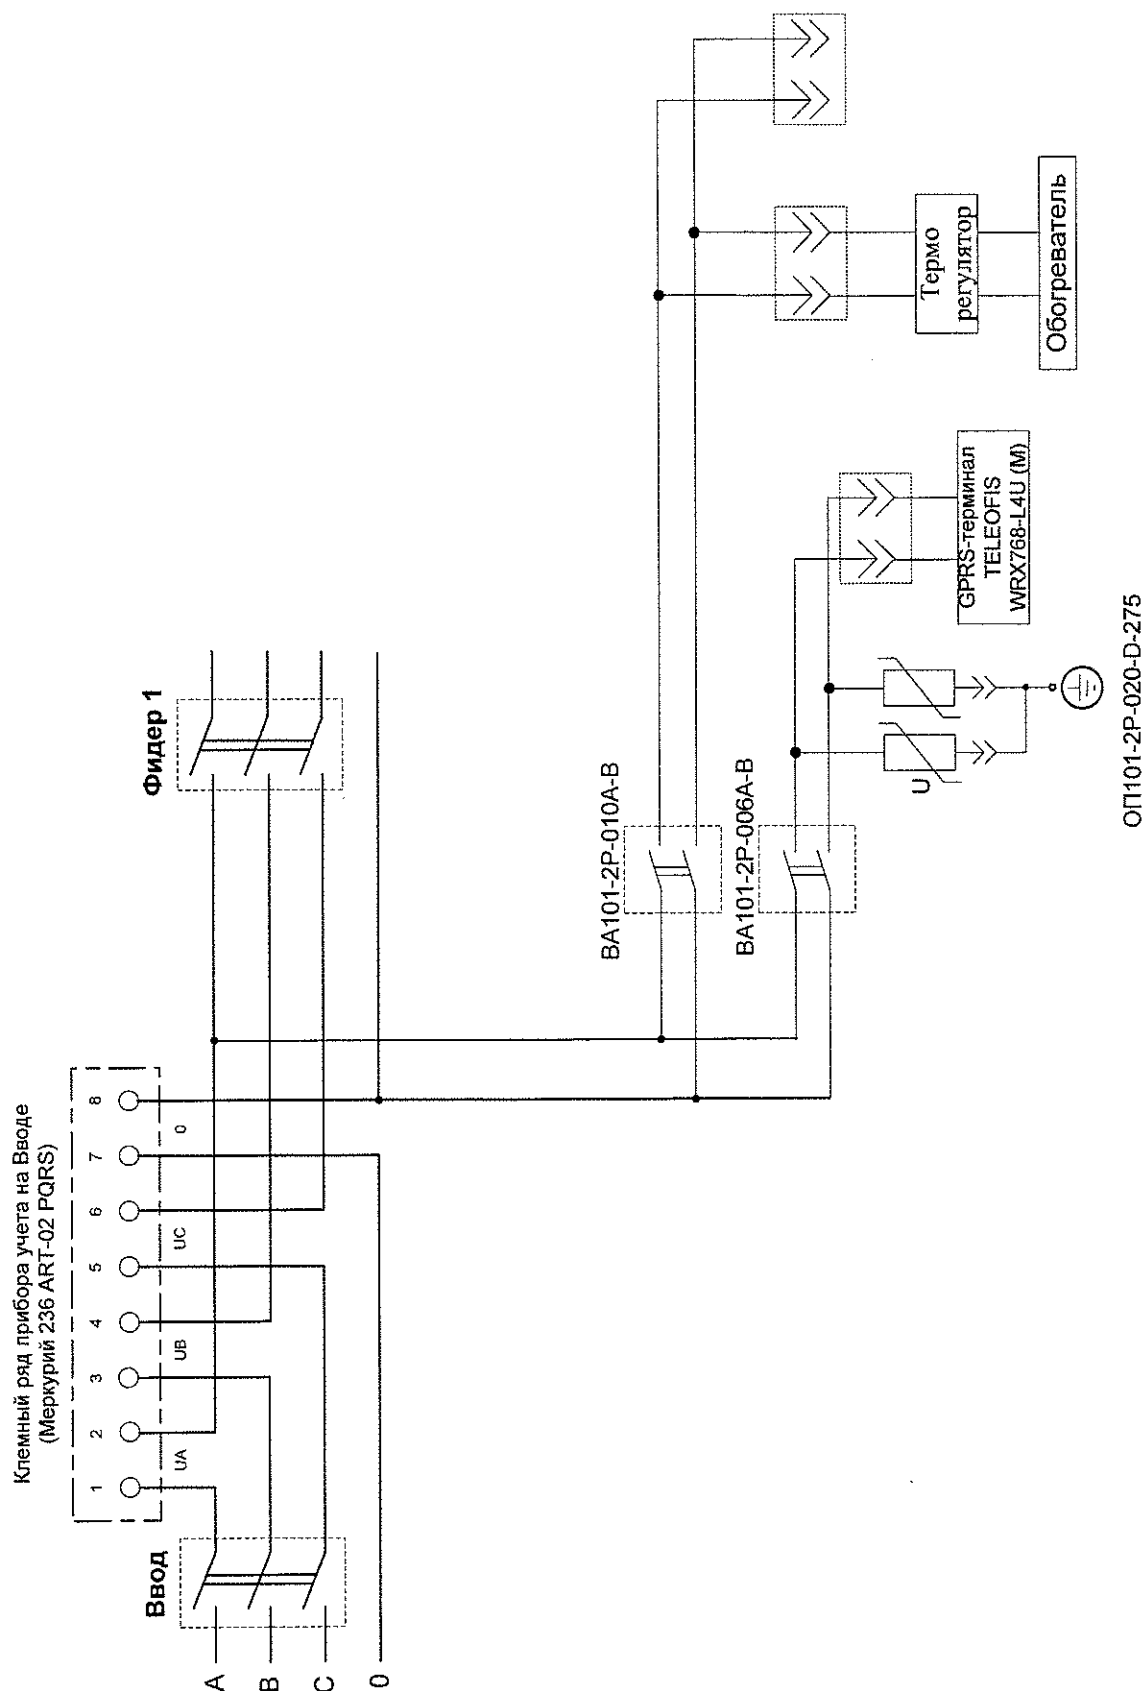 Клемный ряд прибора учета на Вводе
(Меркурий 236 ART-02 PQRS)
1
2
3
4
5
6
7
8
UA
UB
UC
0
Ввод
A
B
C
0
Фидер 1
ВА101-2Р-010А-В
ВА101-2Р-006А-В
U
ОП101-2Р-020-D-275
GPRS-терминал
TELEOFIS
WRX768-L4U (M)
Термо
регулятор
Обогреватель